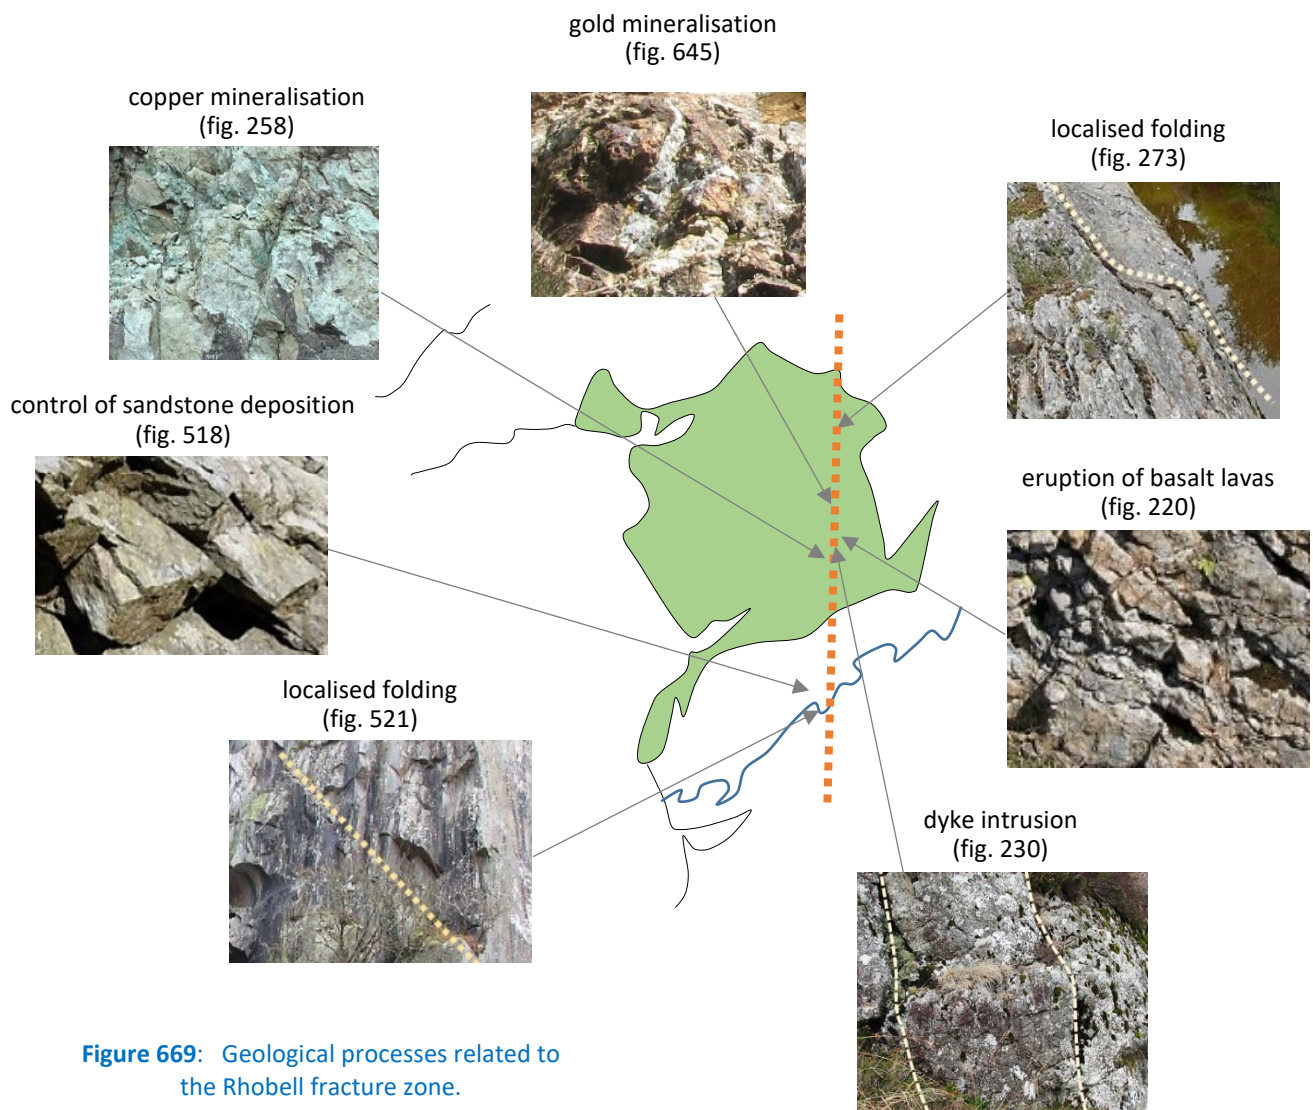 gold mineralisation
(fig. 645)
copper mineralisation
(fig. 258)
localised folding
(fig. 273)
control of sandstone deposition
(fig. 518)
eruption of basalt lavas
(fig. 220)
localised folding
(fig. 521)
dyke intrusion
(fig. 230)
Figure 669: Geological processes related to
the Rhobell fracture zone.